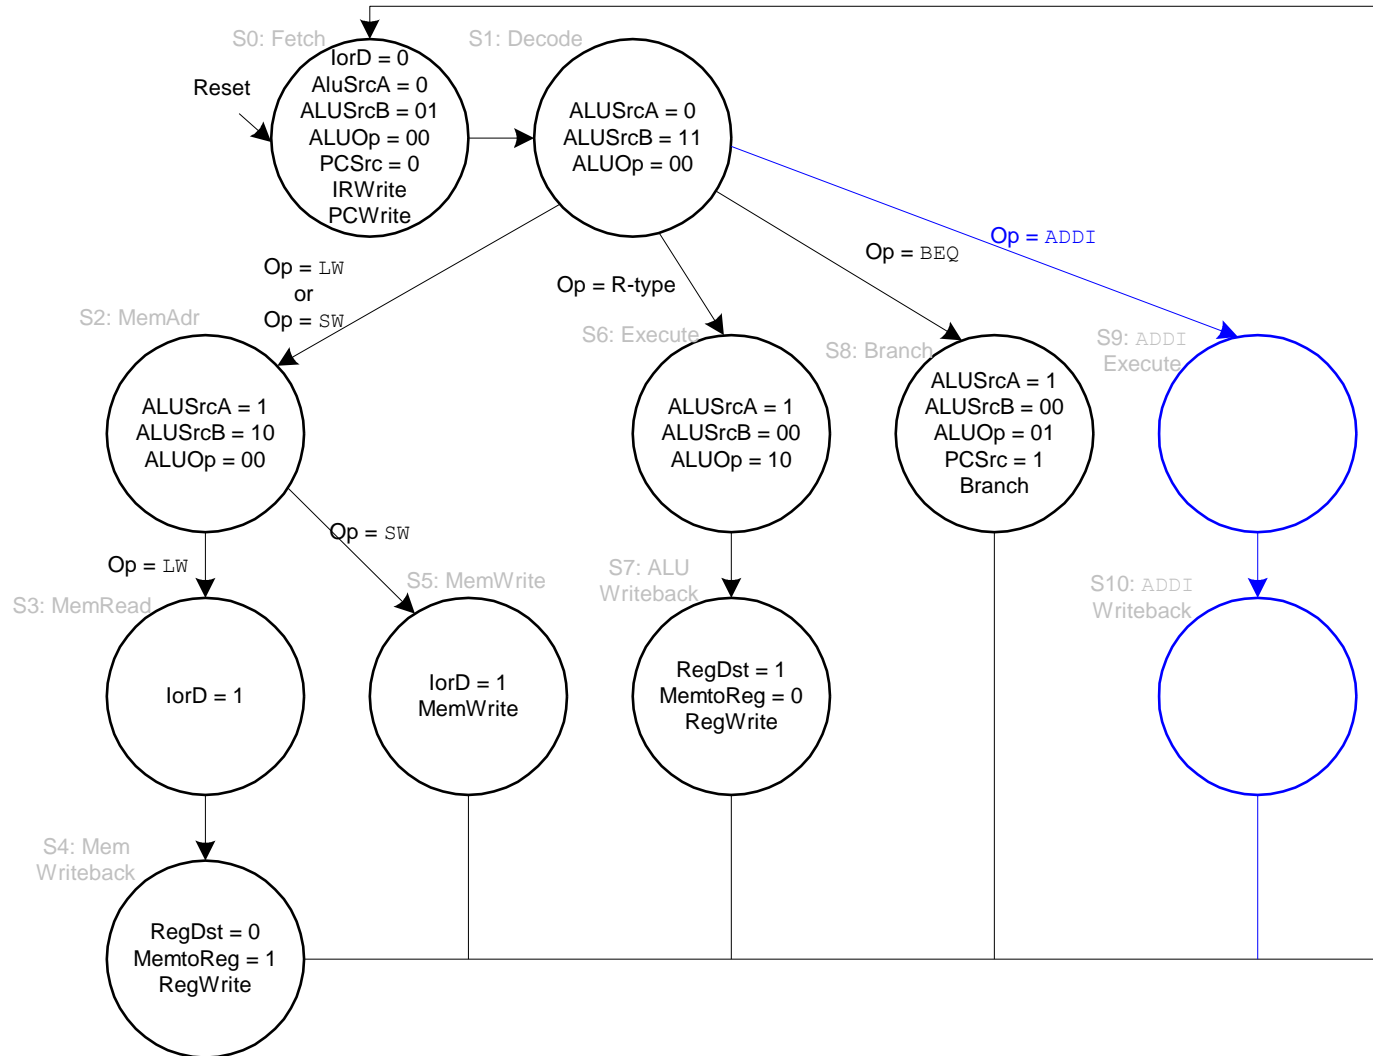 S0: Fetch
IorD = 0
AluSrcA = 0
ALUSrcB = 01
ALUOp = 00
PCSrc = 0
IRWrite
PCWrite
Reset
S1: Decode
ALUSrcA = 0
ALUSrcB = 11
ALUOp = 00
Op = LW
or
Op = SW
Op = R-type
Op = BEQ
Op = ADDI
S2: MemAdr
ALUSrcA = 1
ALUSrcB = 10
ALUOp = 00
S6: Execute
ALUSrcA = 1
ALUSrcB = 00
ALUOp = 10
S8: Branch
ALUSrcA = 1
ALUSrcB = 00
ALUOp = 01
PCSrc = 1
Branch
S9: ADDI
Execute
Op = LW
Op = SW
S3: MemRead
IorD = 1
S5: MemWrite
IorD = 1
MemWrite
S7: ALU
Writeback
RegDst = 1
MemtoReg = 0
RegWrite
S10: ADDI
Writeback
S4: Mem
Writeback
RegDst = 0
MemtoReg = 1
RegWrite